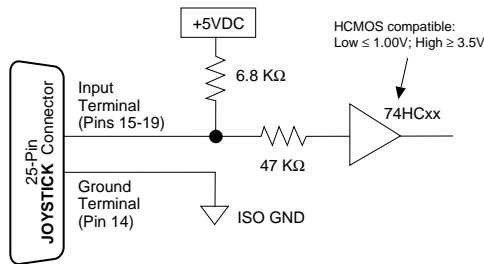 +5VDC
HCMOS compatible:
Low ≤ 1.00V; High ≥ 3.5V
6.8 KΩ
74HCxx
Input
Terminal
(Pins 15-19)
47 KΩ
25-Pin
JOYSTICK Connector
Ground
Terminal
(Pin 14)
ISO GND